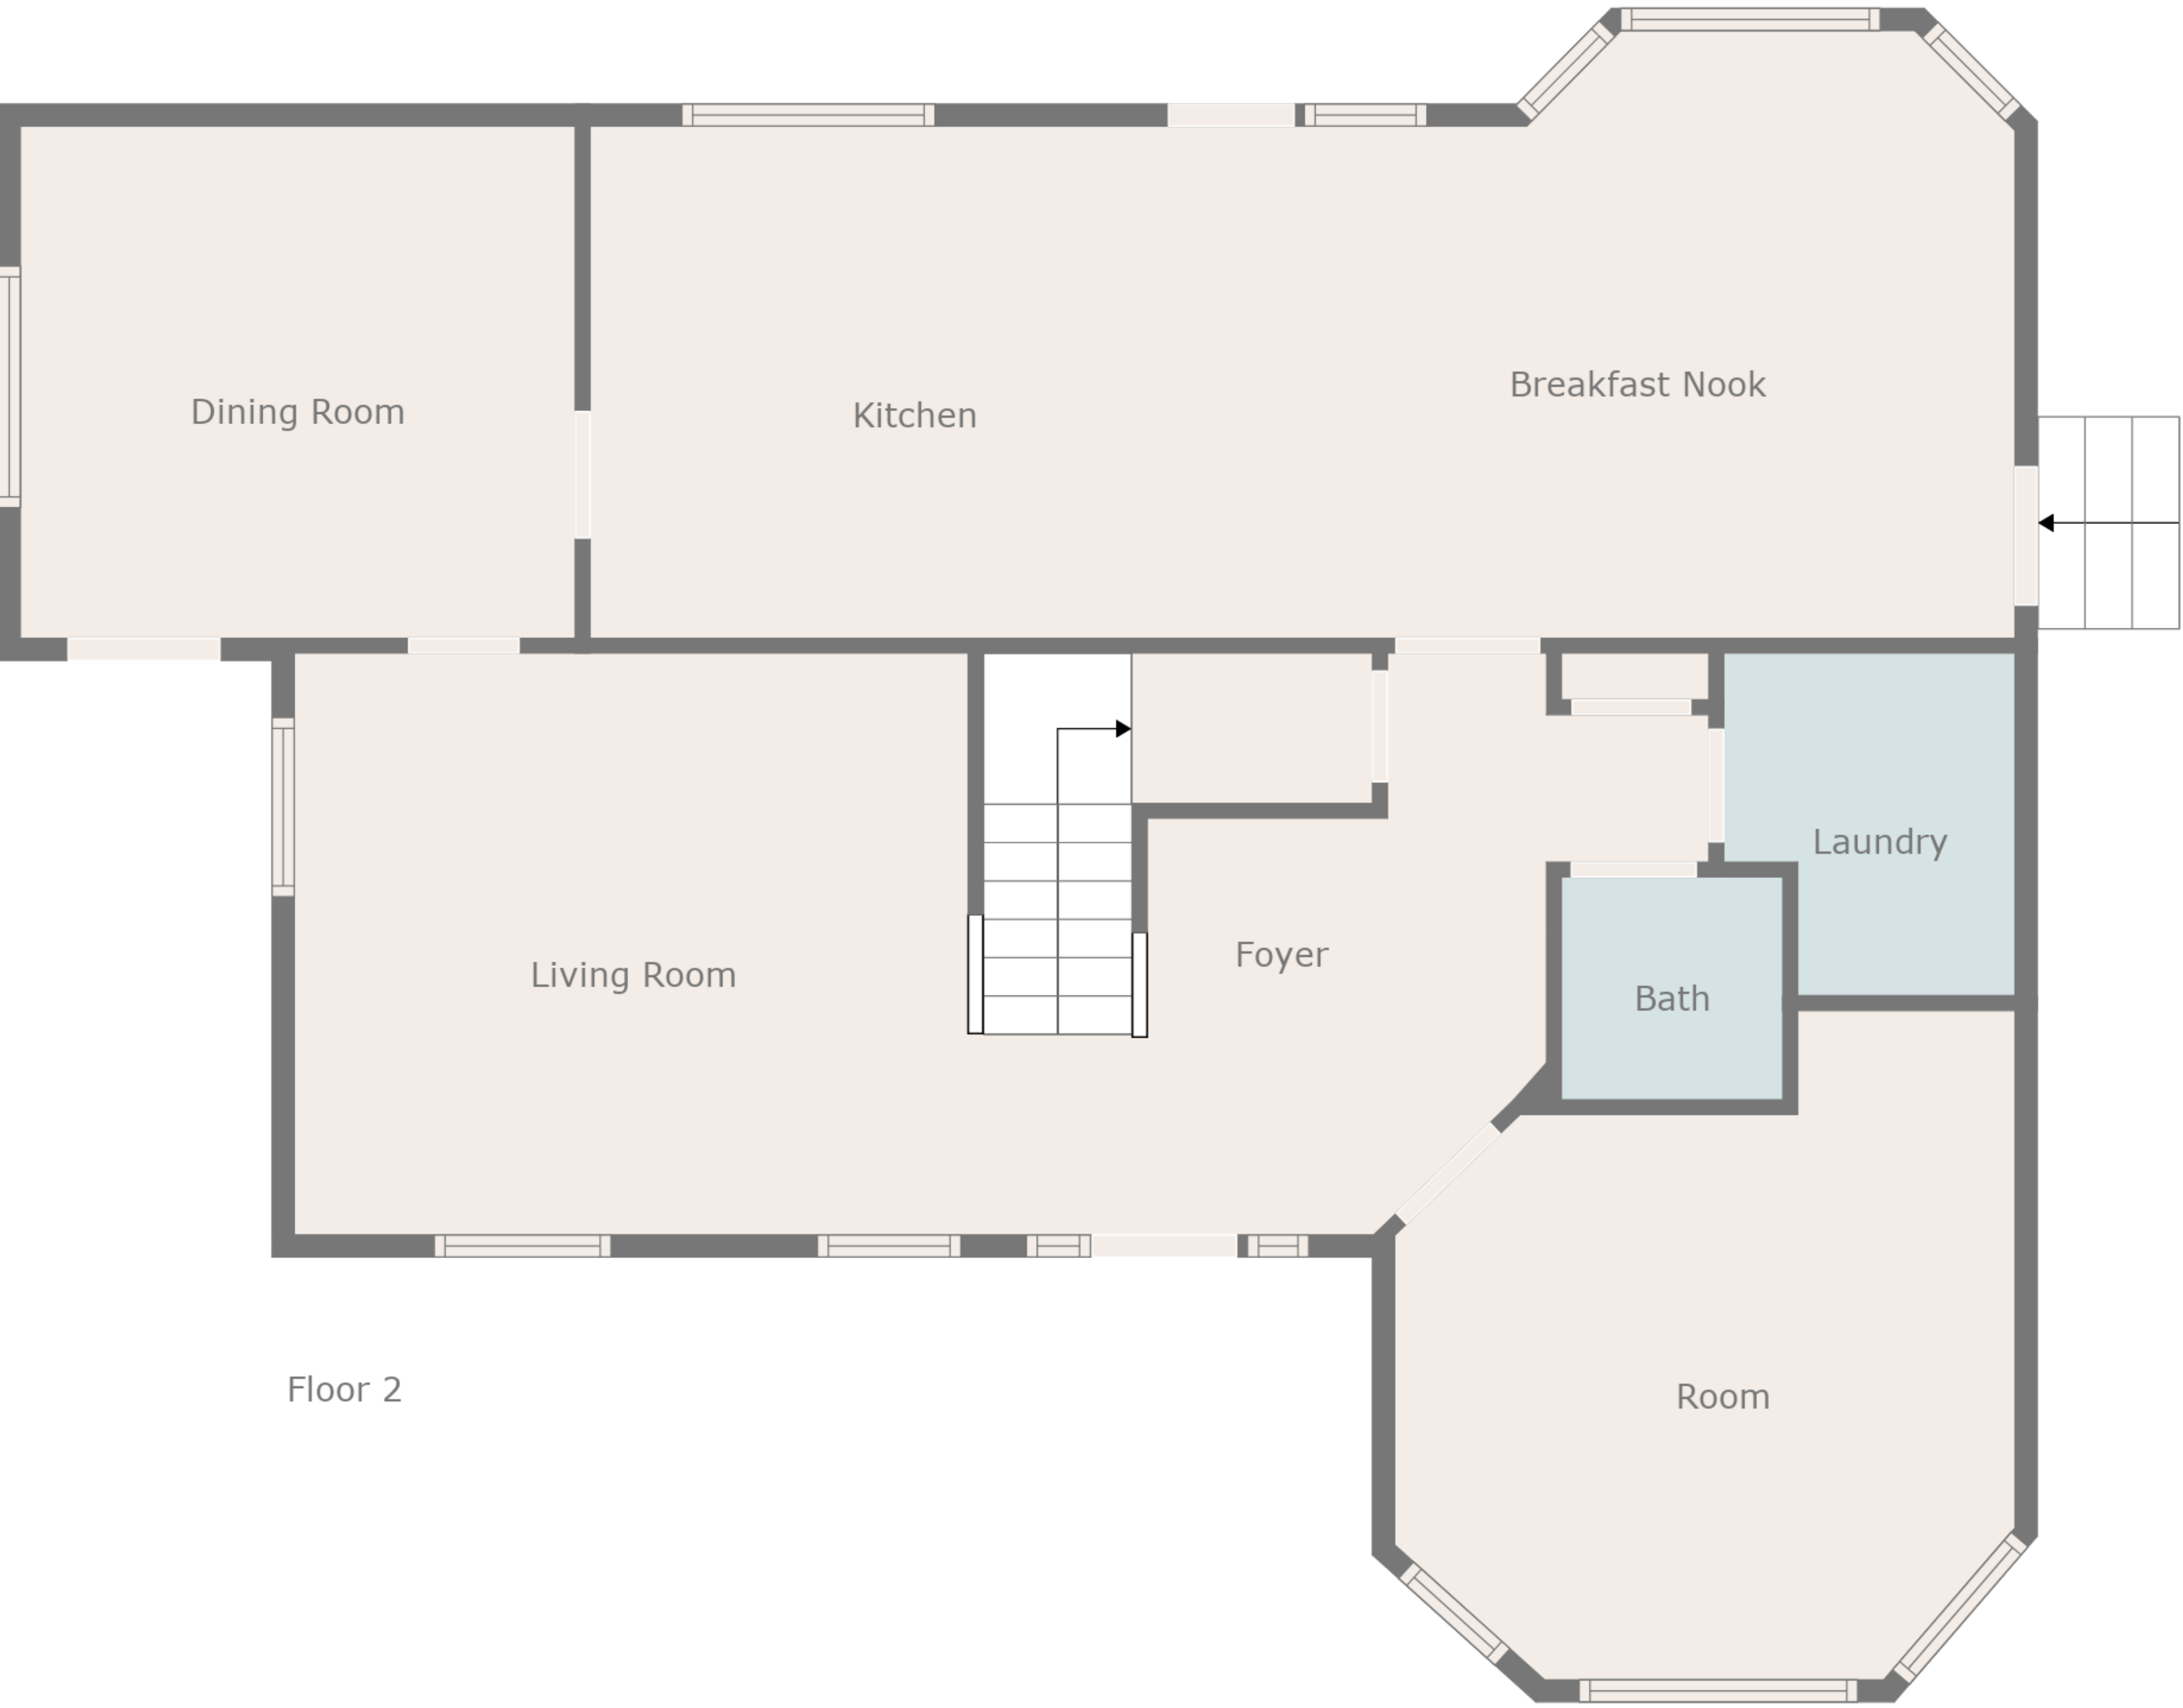 Breakfast Nook
Dining Room
Kitchen
Laundry
Foyer
Living Room
Bath
Floor 2
Room